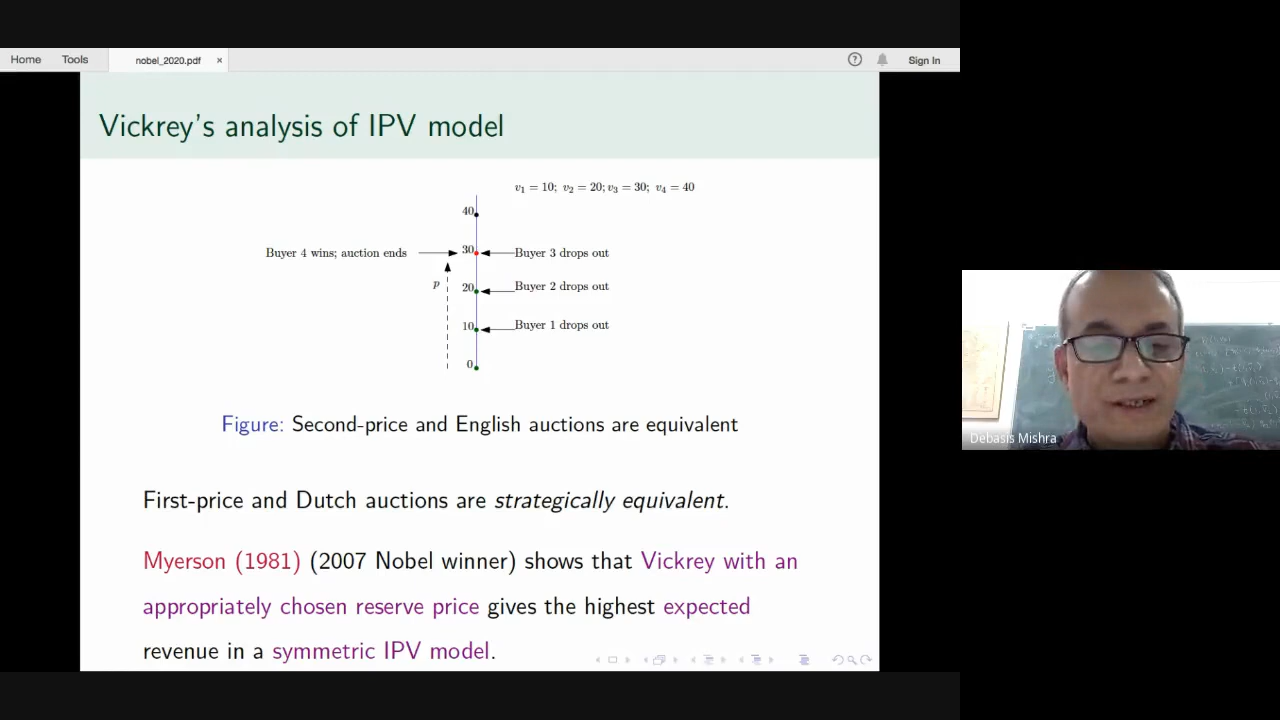 Home Tools nobel_2020.pdf × Sign In
Vickrey's analysis of IPV model
v1 = 10; v2 = 20; v3 = 30; v4 = 40
40
Buyer 4 wins; auction ends 30 Buyer 3 drops out
p 20 Buyer 2 drops out
10 Buyer 1 drops out
0
Figure: Second-price and English auctions are equivalent
First-price and Dutch auctions are strategically equivalent.
Myerson (1981) (2007 Nobel winner) shows that Vickrey with an
appropriately chosen reserve price gives the highest expected
revenue in a symmetric IPV model.
Debasis Mishra